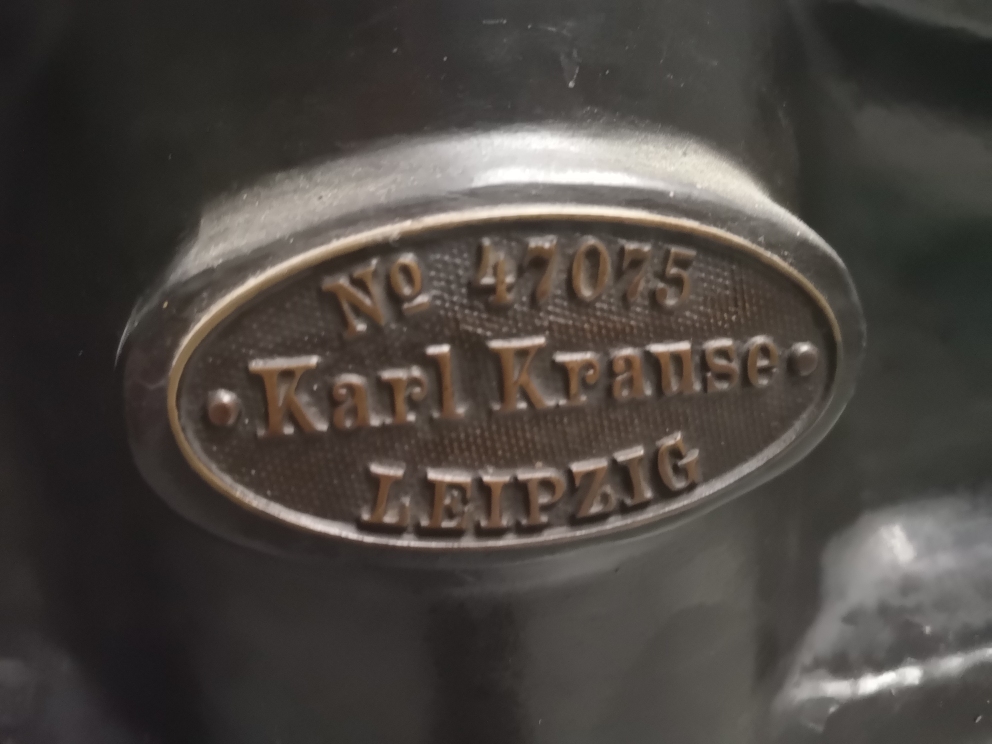 Nº 47075
Karl Krause
LEIPZIG